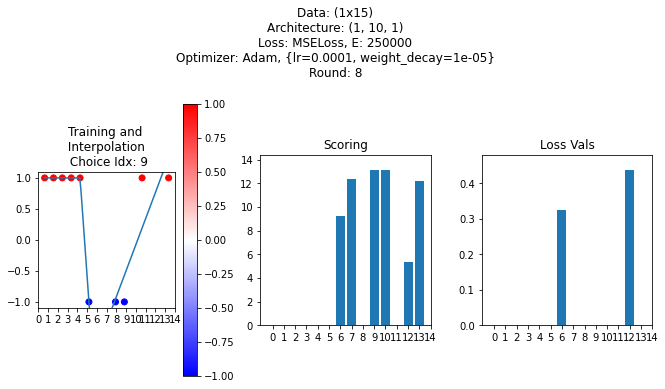 Data: (1x15)
Architecture: (1, 10, 1)
Loss: MSELoss, E: 250000
Optimizer: Adam, {lr=0.0001, weight_decay=1e-05}
Round: 8
Training and
Interpolation
Choice Idx: 9
1.0
0.5
0.0
−0.5
−1.0
0 1 2 3 4 5 6 7 8 9 10 11 12 13 14
1.00
0.75
0.50
0.25
0.00
−0.25
−0.50
−0.75
−1.00
Scoring
14
12
10
8
6
4
2
0
0 1 2 3 4 5 6 7 8 9 10 11 12 13 14
Loss Vals
0.4
0.3
0.2
0.1
0.0
0 1 2 3 4 5 6 7 8 9 10 11 12 13 14